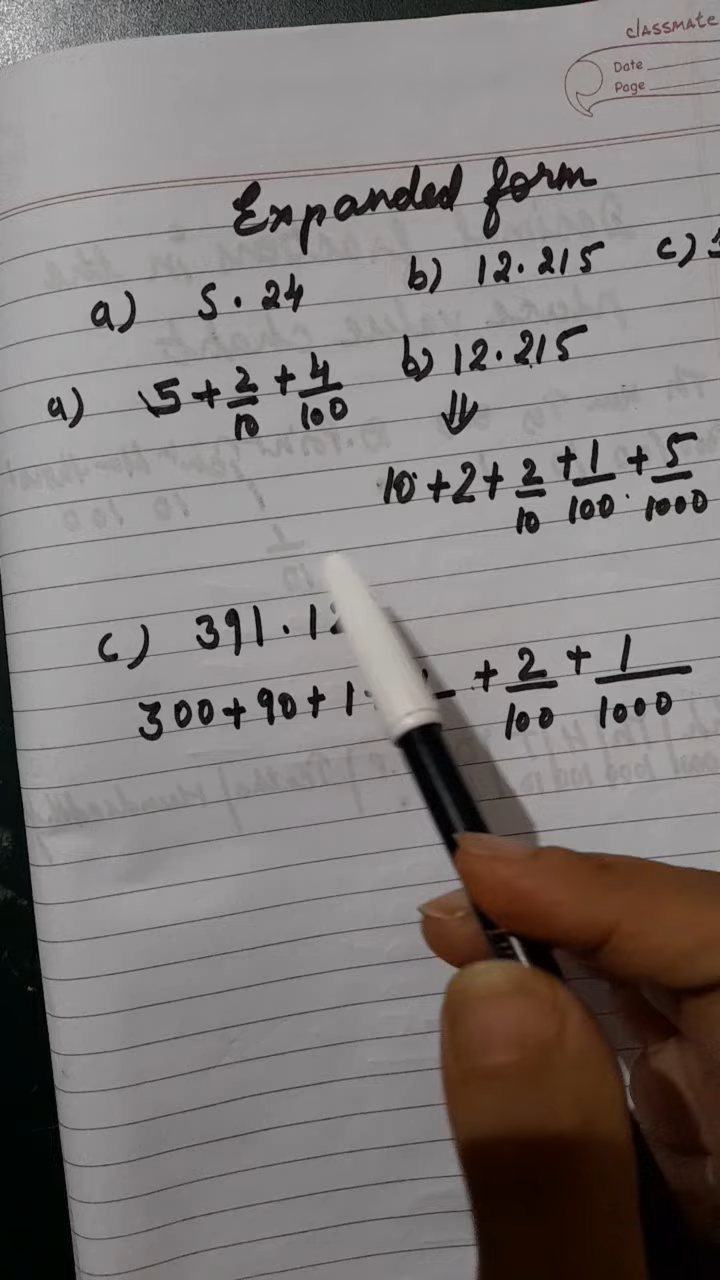 classmate
Date
Page
Expanded form
a) 5.24 b) 12.215 c)
a) 5 + 2/10 + 4/100 b) 12.215
⇓
10 + 2 + 2/10 + 1/100 + 5/1000
c) 391.12
300 + 90 + 1 + 2/100 + 1/1000